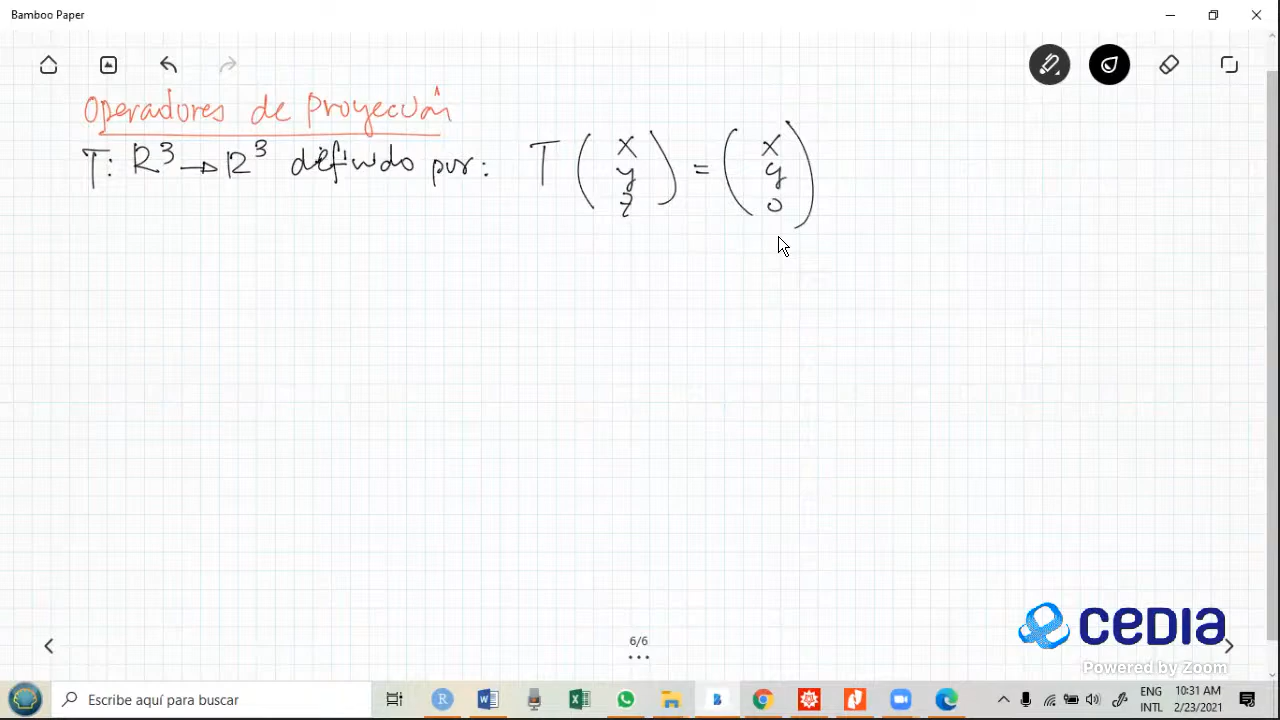 Bamboo Paper
Operadores de Proyección
T: R³ → R³ definido por: T (x y z) = (x y 0)
6/6
CEDIA
Powered by Zoom
Escribe aquí para buscar
ENG
INTL
10:31 AM
2/23/2021